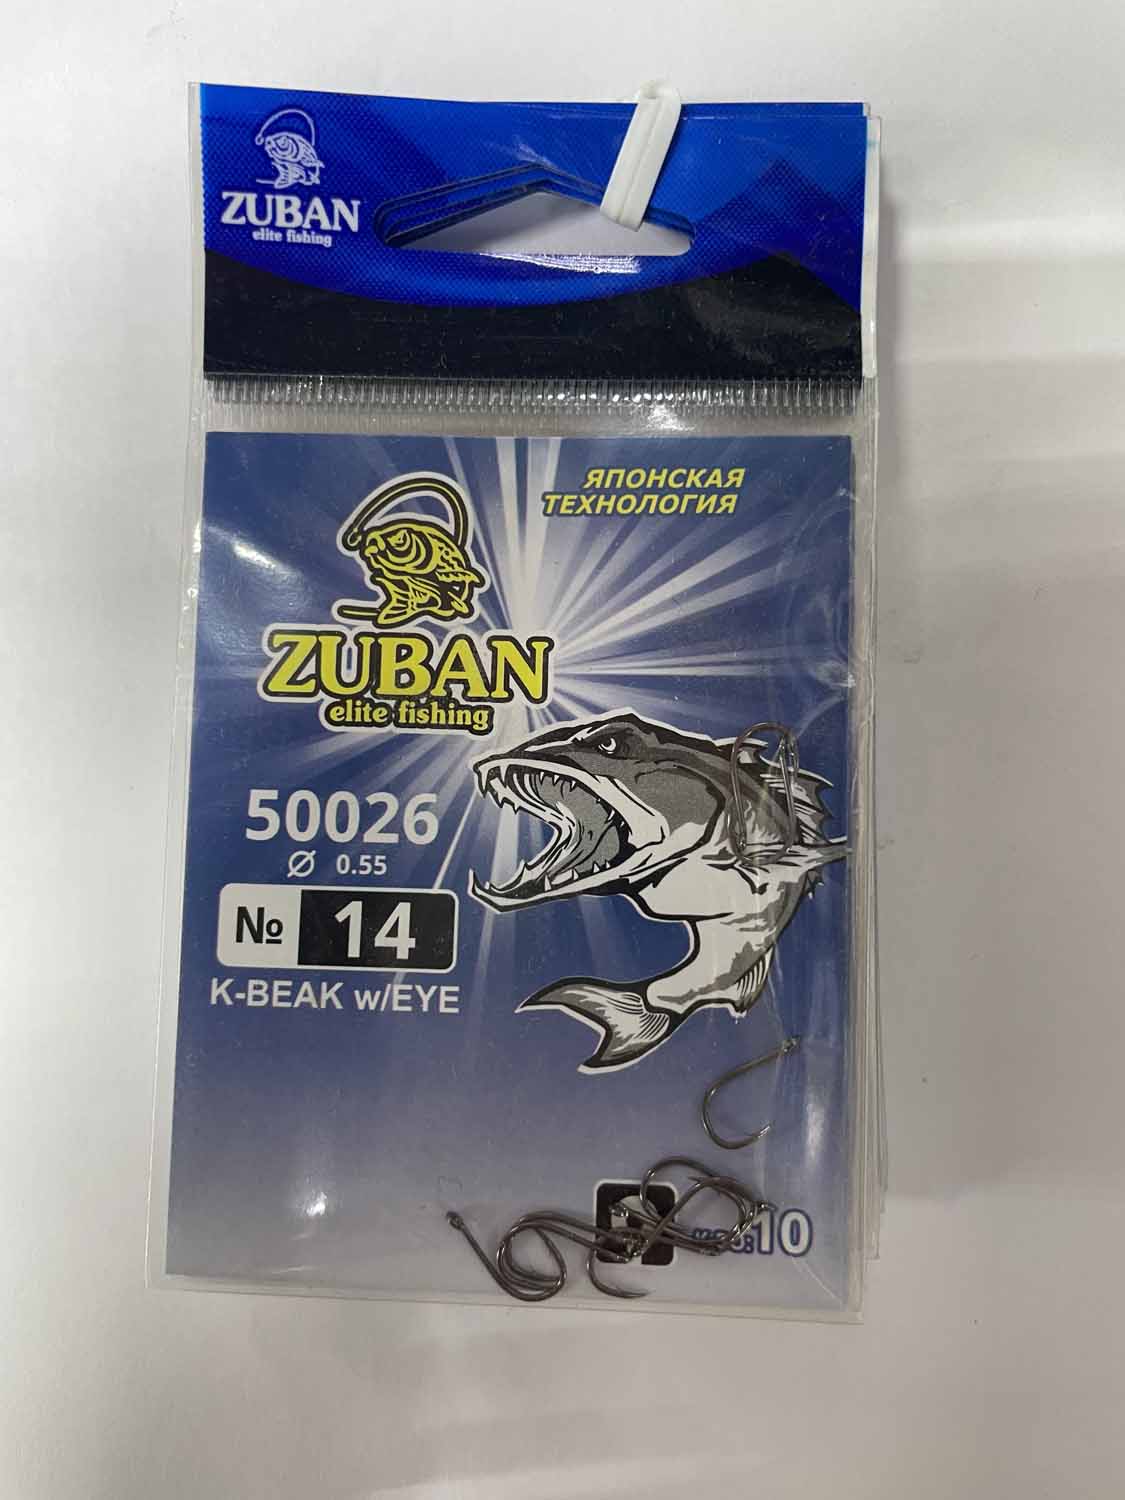 ZUBAN
elite fishing
ЯПОНСКАЯ
ТЕХНОЛОГИЯ
ZUBAN
elite fishing
50026
Ø 0.55
№ 14
K-BEAK w/EYE
10